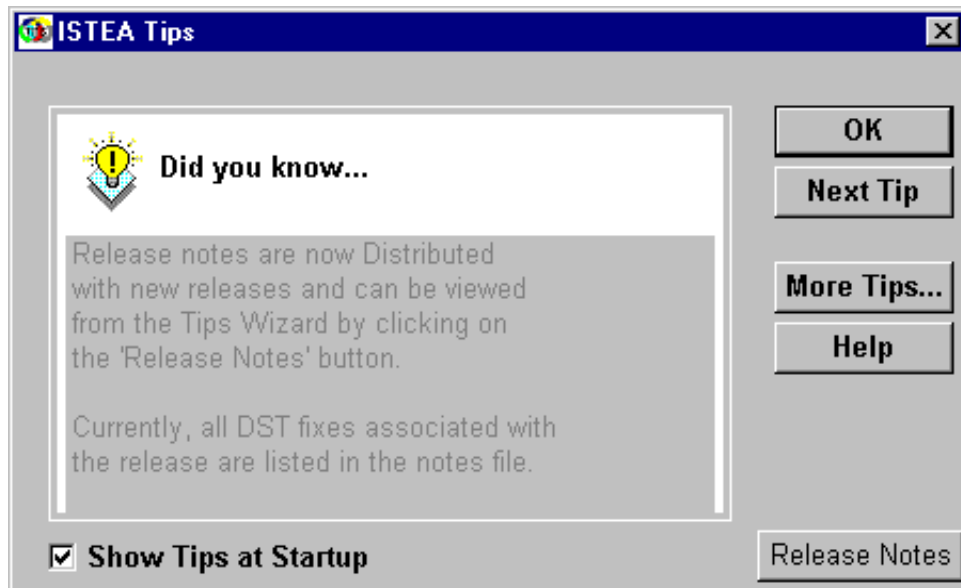 ISTEA Tips
Did you know...
Release notes are now Distributed
with new releases and can be viewed
from the Tips Wizard by clicking on
the 'Release Notes' button.
Currently, all DST fixes associated with
the release are listed in the notes file.
OK
Next Tip
More Tips...
Help
Show Tips at Startup
Release Notes